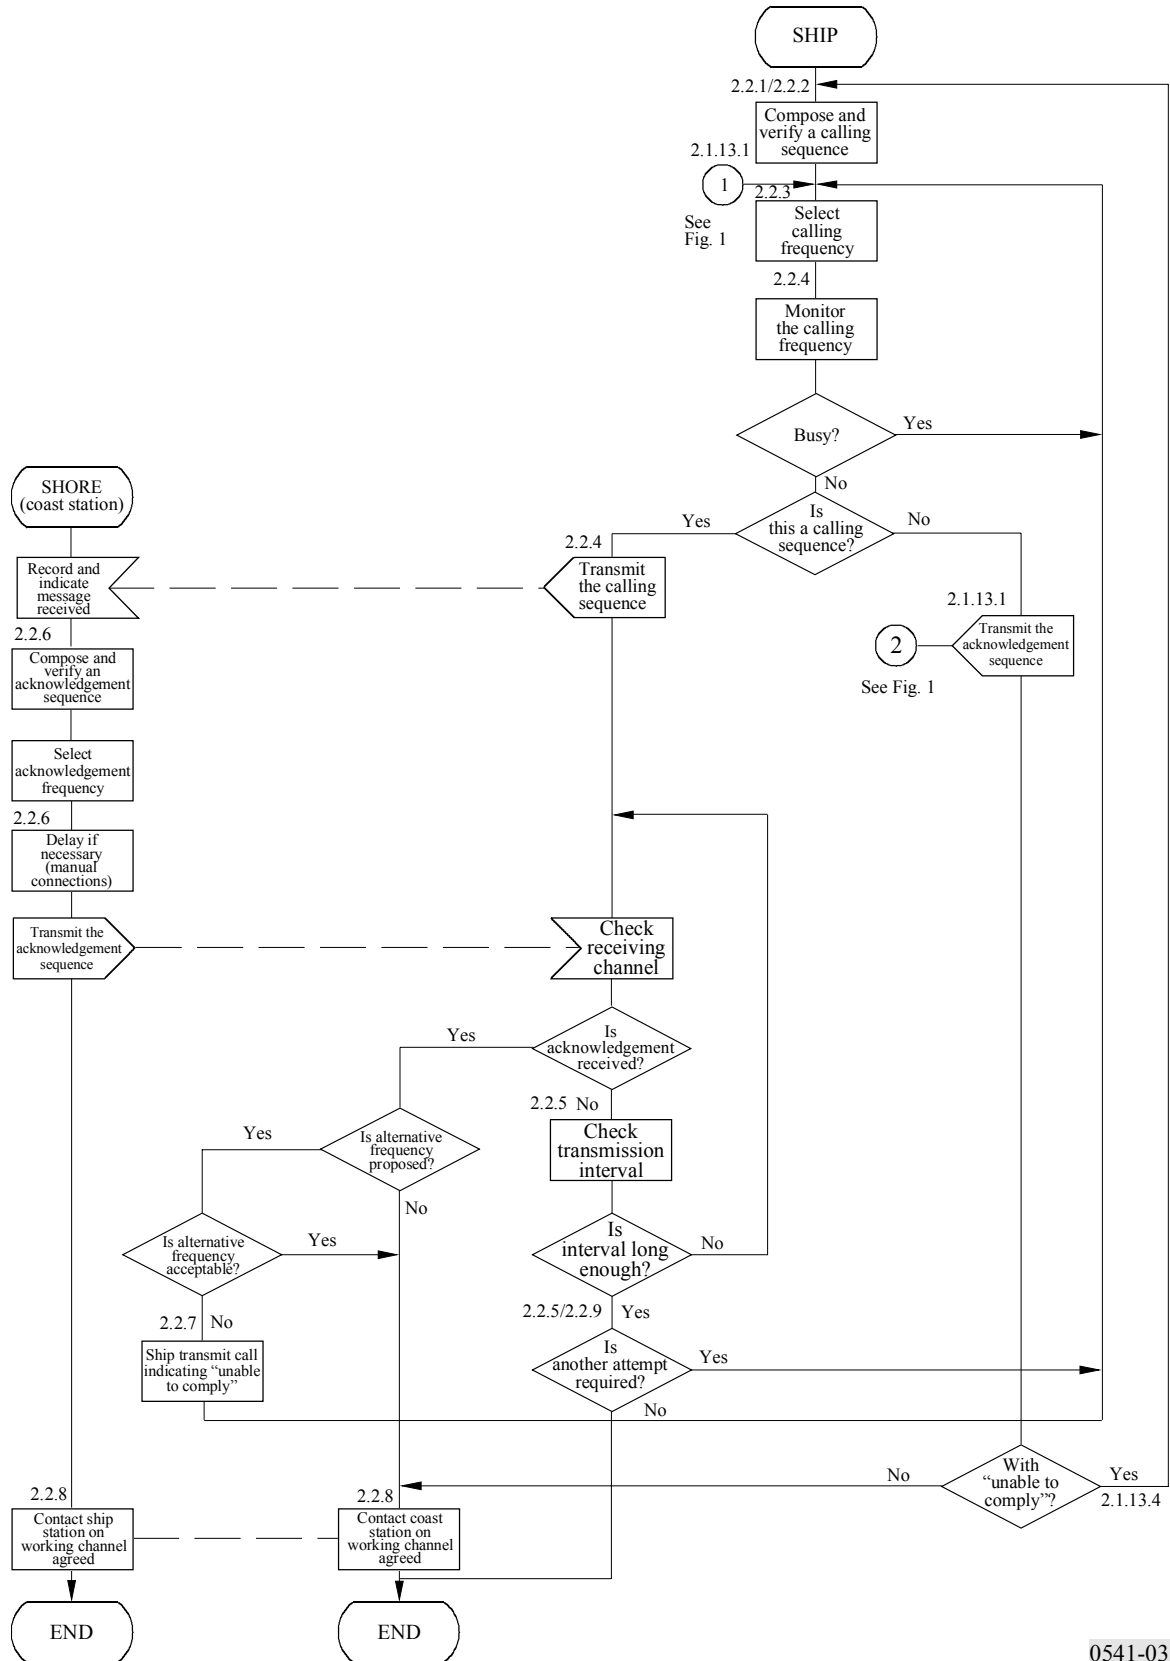 SHIP
2.2.1/2.2.2
Compose and
verify a calling
sequence
2.1.13.1
1
2.2.3
See
Fig. 1
Select
calling
frequency
2.2.4
Monitor
the calling
frequency
Busy?
Yes
No
SHORE
(coast station)
Is
this a calling
sequence?
Yes
No
2.2.4
Record and
indicate
message
received
Transmit
the calling
sequence
2.1.13.1
2
Transmit the
acknowledgement
sequence
See Fig. 1
2.2.6
Compose and
verify an
acknowledgement
sequence
Select
acknowledgement
frequency
2.2.6
Delay if
necessary
(manual
connections)
Transmit the
acknowledgement
sequence
Check
receiving
channel
Yes
Is
acknowledgement
received?
2.2.5 No
Yes
Is alternative
frequency
proposed?
Check
transmission
interval
No
Is alternative
frequency
acceptable?
Yes
Is
interval long
enough?
No
2.2.7 No
2.2.5/2.2.9 Yes
Ship transmit call
indicating “unable
to comply”
Is
another attempt
required?
Yes
No
With
“unable to
comply”?
No
Yes
2.1.13.4
2.2.8
Contact ship
station on
working channel
agreed
2.2.8
Contact coast
station on
working channel
agreed
END
END
0541-03